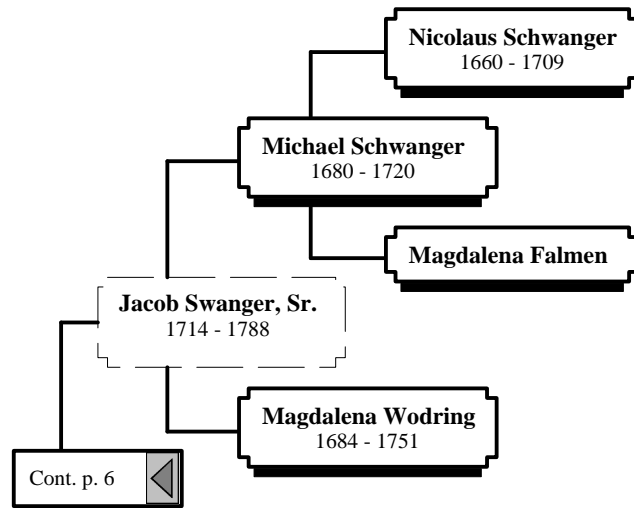 Nicolaus Schwanger
1660 - 1709
Michael Schwanger
1680 - 1720
Magdalena Falmen
Jacob Swanger, Sr.
1714 - 1788
Magdalena Wodring
1684 - 1751
Cont. p. 6